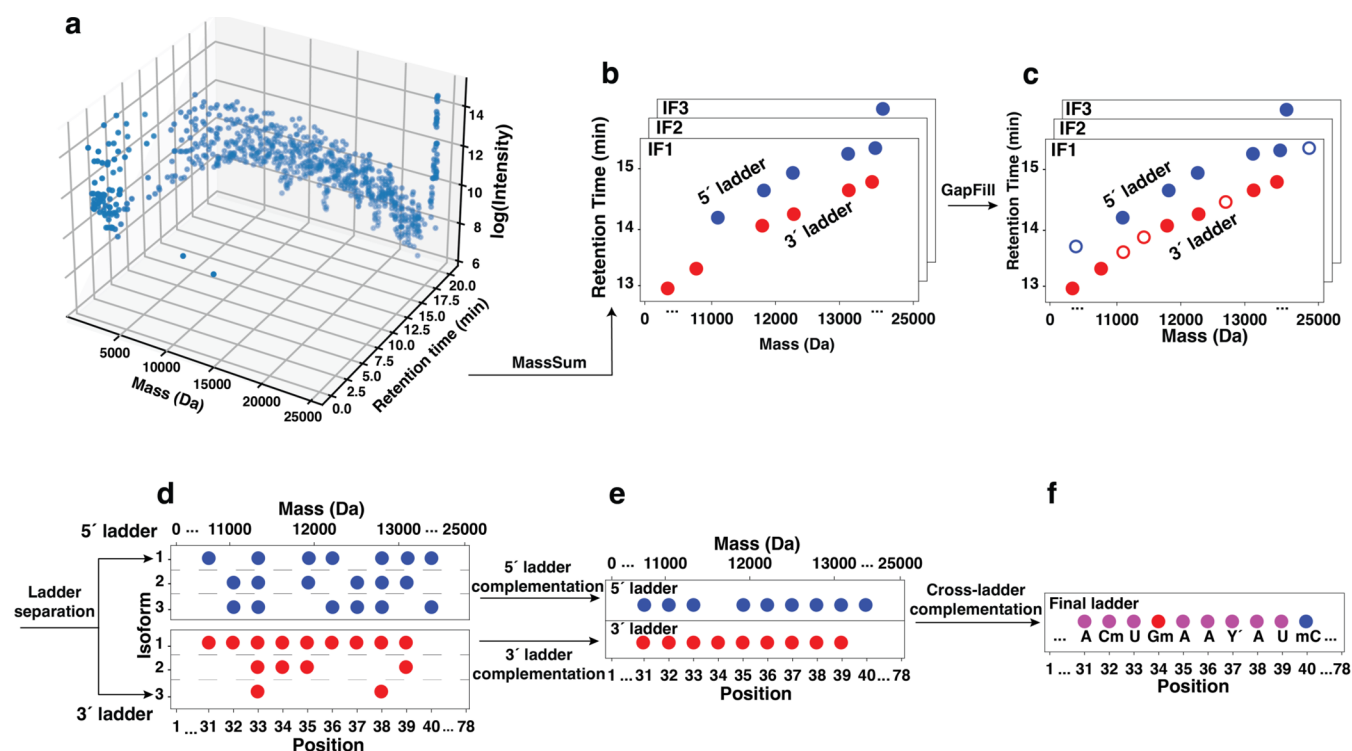 a
14
12
10
8
6
log(Intensity)
20.0
17.5
15.0
12.5
10.0
7.5
5.0
2.5
0.0
Retention time (min)
5000
10000
15000
20000
25000
Mass (Da)
MassSum
b
IF3
IF2
IF1
15
14
13
Retention Time (min)
5´ ladder
3´ ladder
0 ... 11000 12000 13000 ... 25000
Mass (Da)
GapFill
c
IF3
IF2
IF1
15
14
13
Retention Time (min)
5´ ladder
3´ ladder
0 11000 12000 13000 ... 25000
Mass (Da)
d
Mass (Da)
5´ ladder
0 ... 11000 12000 13000 ... 25000
Ladder
separation
Isoform
1
2
3
1
2
3
3´ ladder
1 ... 31 32 33 34 35 36 37 38 39 40 ... 78
Position
5´ ladder
complementation
3´ ladder
complementation
e
Mass (Da)
0 ... 11000 12000 13000 ... 25000
5´ ladder
3´ ladder
1 ... 31 32 33 34 35 36 37 38 39 40 ... 78
Position
Cross-ladder
complementation
f
Final ladder
... A Cm U Gm A A Y´ A U mC ...
1 ... 31 32 33 34 35 36 37 38 39 40 ...78
Position